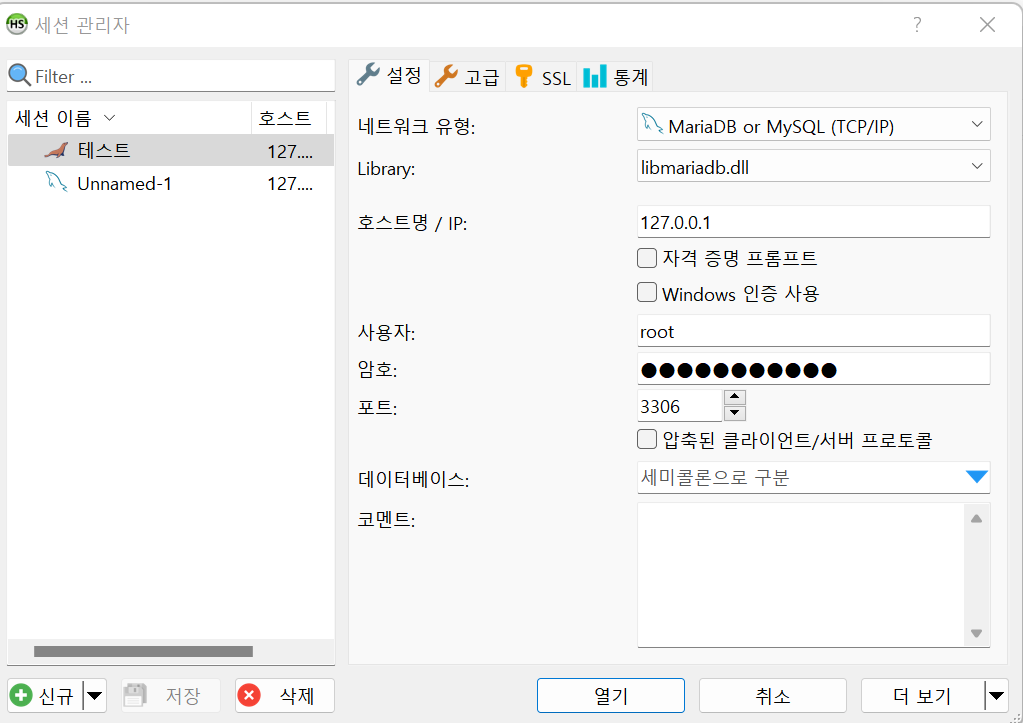 HS 세션 관리자
Filter ...
세션 이름 호스트
테스트 127....
Unnamed-1 127....
설정 고급 SSL 통계
네트워크 유형: MariaDB or MySQL (TCP/IP)
Library: libmariadb.dll
호스트명 / IP: 127.0.0.1
자격 증명 프롬프트
Windows 인증 사용
사용자: root
암호: ●●●●●●●●●●●
포트: 3306
압축된 클라이언트/서버 프로토콜
데이터베이스: 세미콜론으로 구분
코멘트:
신규 저장 삭제 열기 취소 더 보기